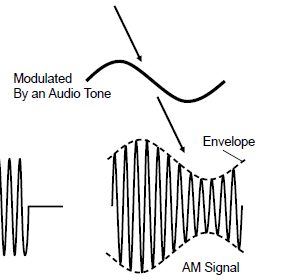 Modulated
By an Audio Tone
Envelope
AM Signal